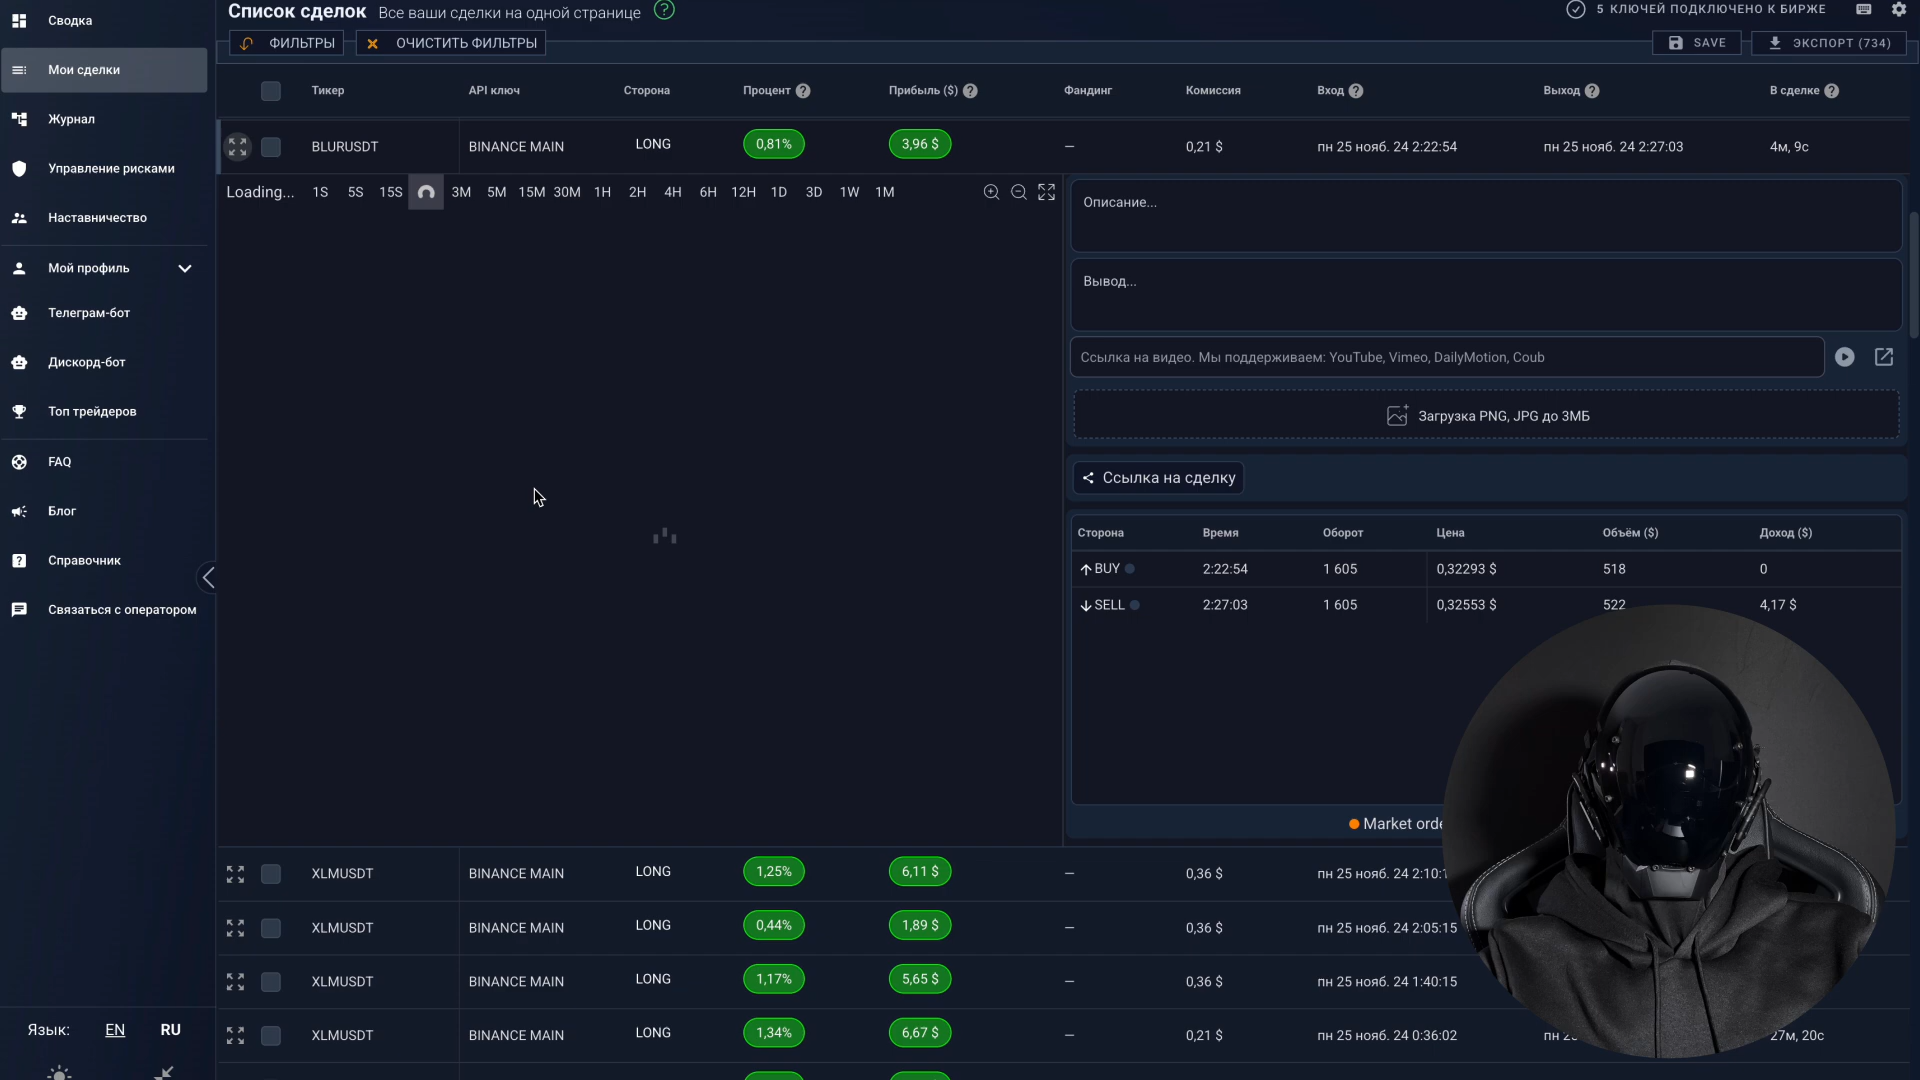 Сводка
Мои сделки
Журнал
Управление рисками
Наставничество
Мой профиль
Телеграм-бот
Дискорд-бот
Топ трейдеров
FAQ
Блог
Справочник
Связаться с оператором
Язык: EN RU
Список сделок Все ваши сделки на одной странице
5 КЛЮЧЕЙ ПОДКЛЮЧЕНО К БИРЖЕ
ФИЛЬТРЫ ОЧИСТИТЬ ФИЛЬТРЫ SAVE ЭКСПОРТ (734)
Тикер API ключ Сторона Процент Прибыль ($) Фандинг Комиссия Вход Выход В сделке
BLURUSDT BINANCE MAIN LONG 0,81% 3,96 $ — 0,21 $ пн 25 нояб. 24 2:22:54 пн 25 нояб. 24 2:27:03 4м, 9с
Loading... 1S 5S 15S 3M 5M 15M 30M 1H 2H 4H 6H 12H 1D 3D 1W 1M
Описание...
Вывод...
Ссылка на видео. Мы поддерживаем: YouTube, Vimeo, DailyMotion, Coub
Загрузка PNG, JPG до 3МБ
Ссылка на сделку
Сторона Время Оборот Цена Объём ($) Доход ($)
BUY 2:22:54 1 605 0,32293 $ 518 0
SELL 2:27:03 1 605 0,32553 $ 522 4,17 $
Market orde
XLMUSDT BINANCE MAIN LONG 1,25% 6,11 $ — 0,36 $ пн 25 нояб. 24 2:10:
XLMUSDT BINANCE MAIN LONG 0,44% 1,89 $ — 0,36 $ пн 25 нояб. 24 2:05:15
XLMUSDT BINANCE MAIN LONG 1,17% 5,65 $ — 0,36 $ пн 25 нояб. 24 1:40:15
XLMUSDT BINANCE MAIN LONG 1,34% 6,67 $ — 0,21 $ пн 25 нояб. 24 0:36:02 пн 27м, 20с